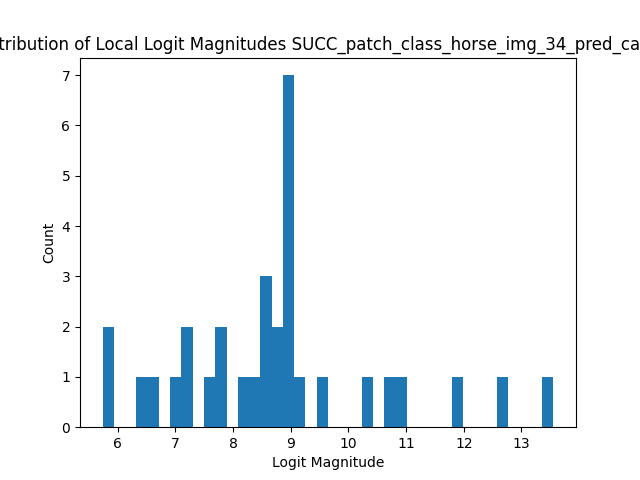 tribution of Local Logit Magnitudes SUCC_patch_class_horse_img_34_pred_ca
7
6
5
4
3
2
1
0
Count
6 7 8 9 10 11 12 13
Logit Magnitude